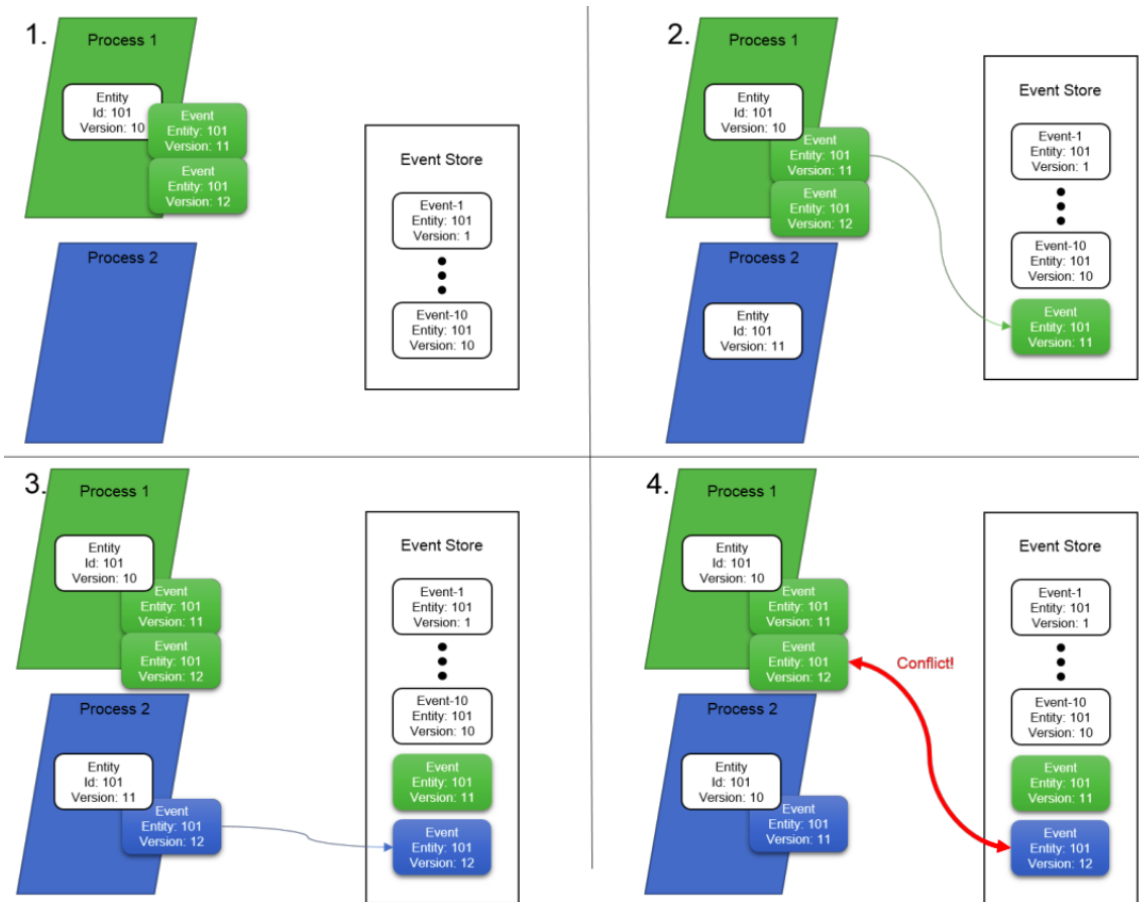 1.
Process 1
Entity
Id: 101
Version: 10
Event
Entity: 101
Version: 11
Event
Entity: 101
Version: 12
Process 2
Event Store
Event-1
Entity: 101
Version: 1
Event-10
Entity: 101
Version: 10
2.
Process 1
Entity
Id: 101
Version: 10
Event
Entity: 101
Version: 11
Event
Entity: 101
Version: 12
Process 2
Entity
Id: 101
Version: 11
Event Store
Event-1
Entity: 101
Version: 1
Event-10
Entity: 101
Version: 10
Event
Entity: 101
Version: 11
3.
Process 1
Entity
Id: 101
Version: 10
Event
Entity: 101
Version: 11
Event
Entity: 101
Version: 12
Process 2
Entity
Id: 101
Version: 11
Event
Entity: 101
Version: 12
Event Store
Event-1
Entity: 101
Version: 1
Event-10
Entity: 101
Version: 10
Event
Entity: 101
Version: 11
Event
Entity: 101
Version: 12
4.
Process 1
Entity
Id: 101
Version: 10
Event
Entity: 101
Version: 11
Event
Entity: 101
Version: 12
Conflict!
Process 2
Entity
Id: 101
Version: 10
Event
Entity: 101
Version: 11
Event Store
Event-1
Entity: 101
Version: 1
Event-10
Entity: 101
Version: 10
Event
Entity: 101
Version: 11
Event
Entity: 101
Version: 12